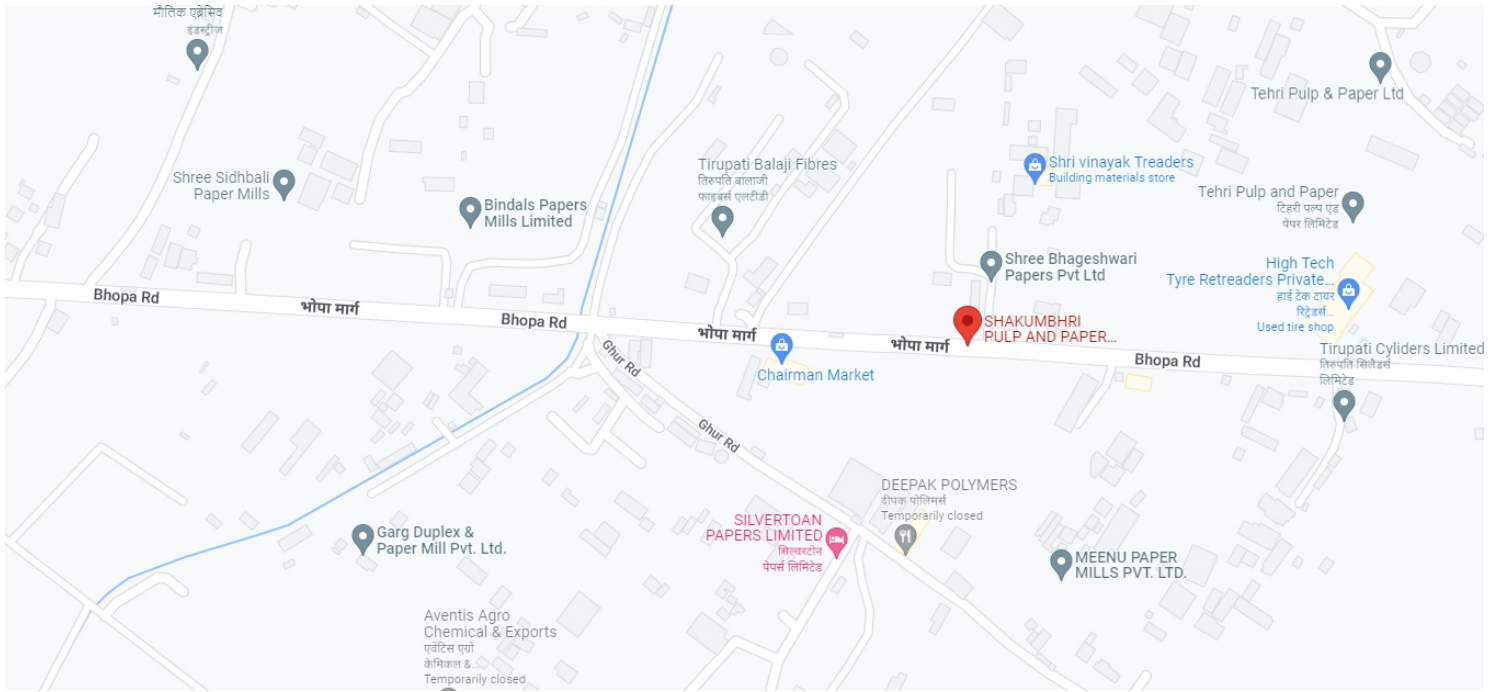 मौलिक एब्रेसिव
इंडस्ट्रीज
Tehri Pulp & Paper Ltd
Shree Sidhbali
Paper Mills
Bindals Papers
Mills Limited
Tirupati Balaji Fibres
तिरुपति बालाजी
फाइबर्स एलटीडी
Shri vinayak Treaders
Building materials store
Tehri Pulp and Paper
टिहरी पल्प एंड
पेपर लिमिटेड
Shree Bhageshwari
Papers Pvt Ltd
High Tech
Tyre Retreaders Private...
हाई टेक टायर
रिट्रेडर्स...
Used tire shop
Bhopa Rd
भोपा मार्ग
Bhopa Rd
भोपा मार्ग
भोपा मार्ग
SHAKUMBHRI
PULP AND PAPER...
Bhopa Rd
Tirupati Cyliders Limited
तिरुपति सिलैंडर्स
लिमिटेड
Ghur Rd
Chairman Market
Ghur Rd
DEEPAK POLYMERS
दीपक पोलिमर्स
Temporarily closed
SILVERTOAN
PAPERS LIMITED
सिल्वरटोन
पेपर्स लिमिटेड
Garg Duplex &
Paper Mill Pvt. Ltd.
MEENU PAPER
MILLS PVT. LTD.
Aventis Agro
Chemical & Exports
एवेंटिस एग्रो
केमिकल &...
Temporarily closed